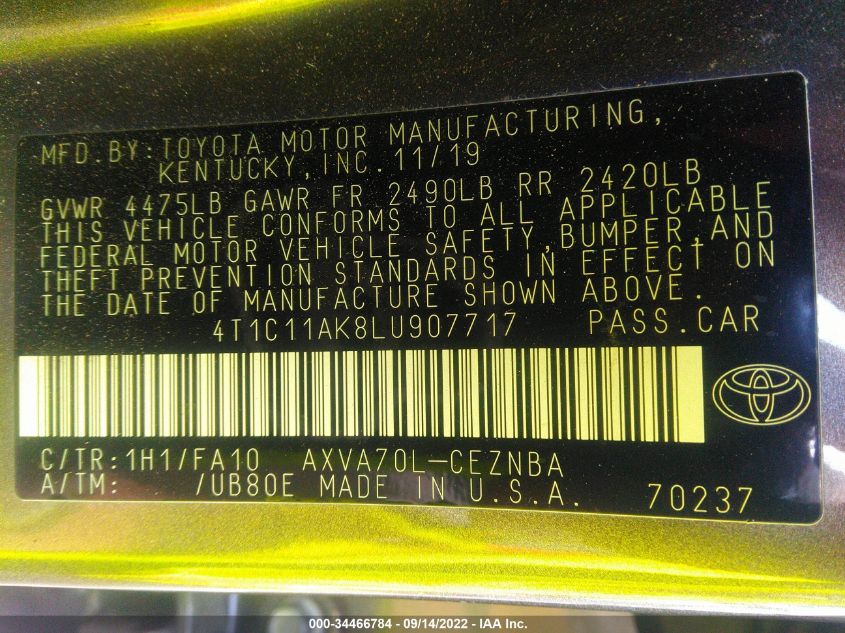 MFD.BY:TOYOTA MOTOR MANUFACTURING,
KENTUCKY,INC.11/19
GVWR 4475LB GAWR FR 2490LB RR 2420LB
THIS VEHICLE CONFORMS TO ALL APPLICABLE
FEDERAL MOTOR VEHICLE SAFETY,BUMPER,AND
THEFT PREVENTION STANDARDS IN EFFECT ON
THE DATE OF MANUFACTURE SHOWN ABOVE.
4T1C11AK8LU907717 PASS.CAR
C/TR:1H1/FA10 AXVA70L-CEZNBA
A/TM: /UB80E MADE IN U.S.A. 70237
000-34466784 - 09/14/2022 - IAA Inc.